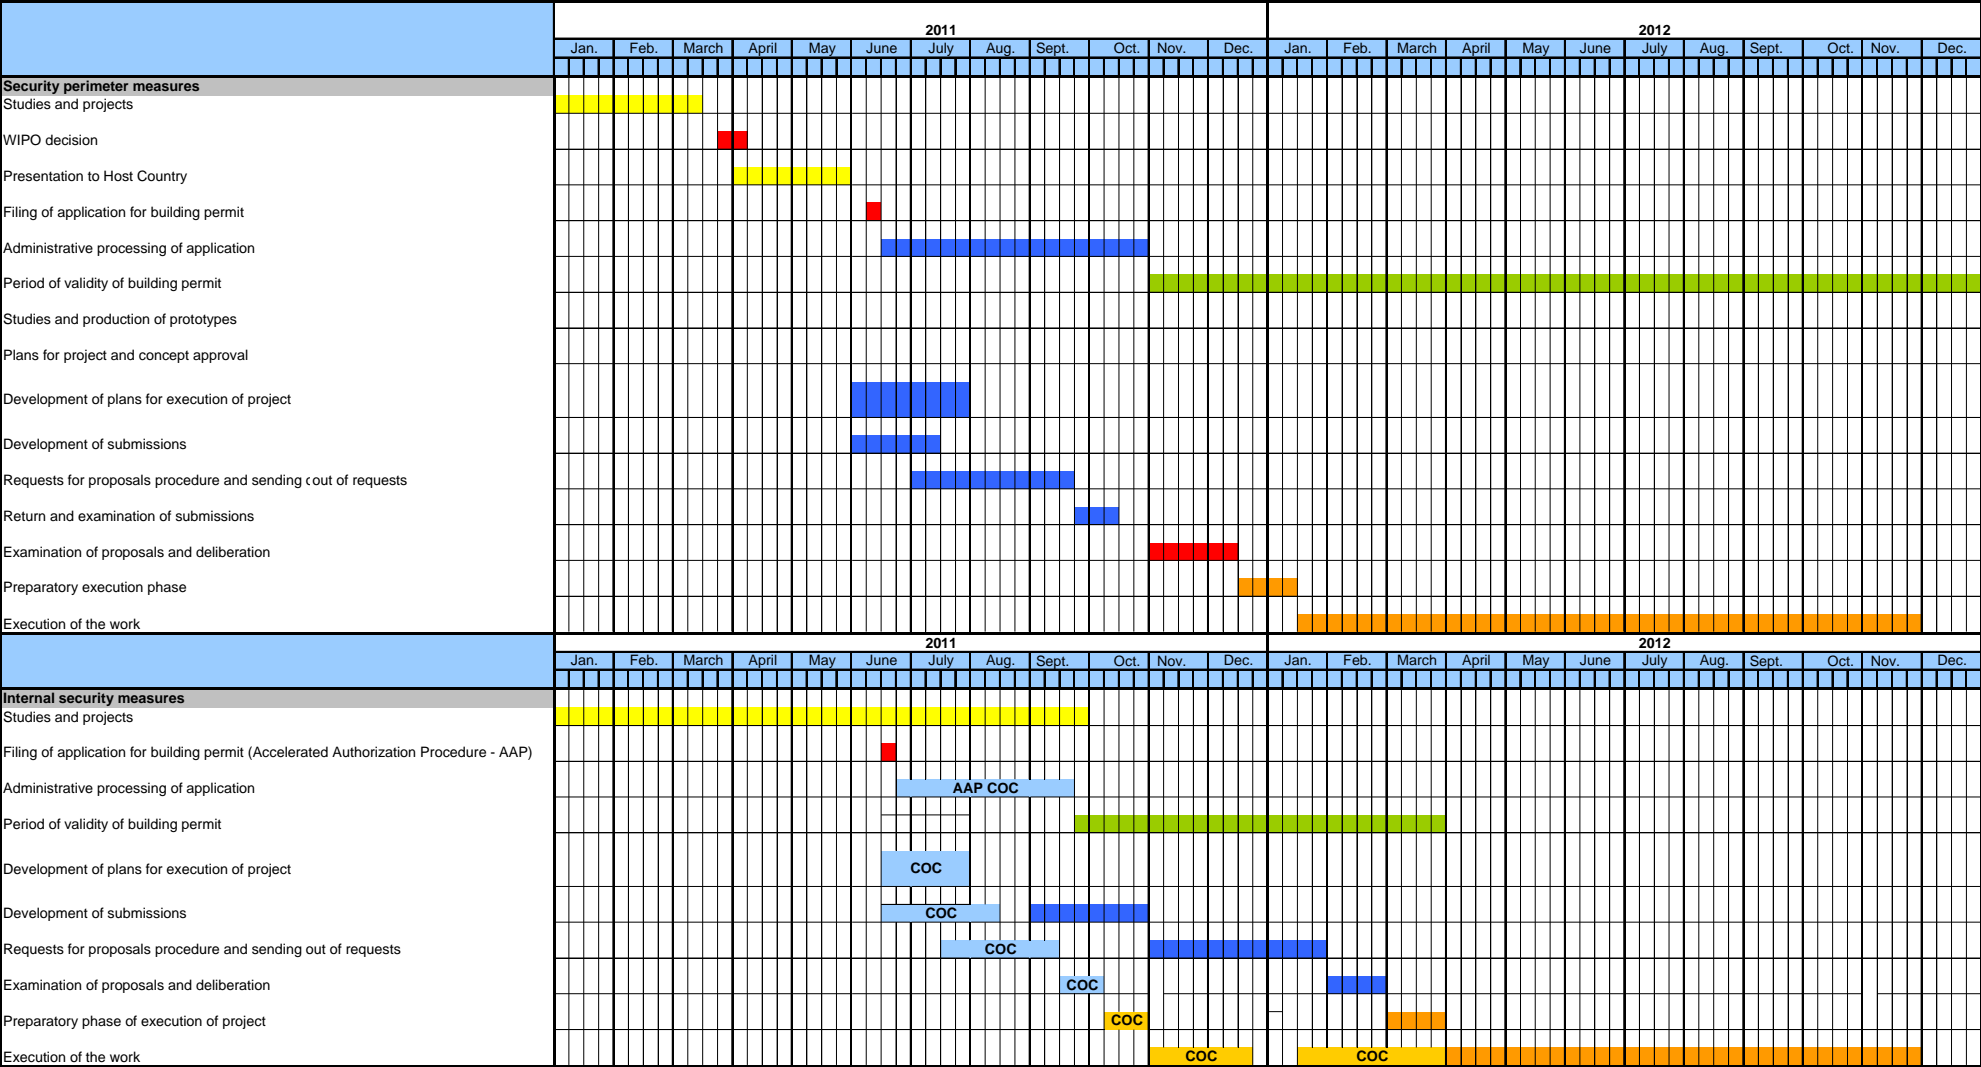 2011 2012
Jan. Feb. March April May June July Aug. Sept. Oct. Nov. Dec. Jan. Feb. March April May June July Aug. Sept. Oct. Nov. Dec.
Security perimeter measures
Studies and projects
WIPO decision
Presentation to Host Country
Filing of application for building permit
Administrative processing of application
Period of validity of building permit
Studies and production of prototypes
Plans for project and concept approval
Development of plans for execution of project
Development of submissions
Requests for proposals procedure and sending out of requests
Return and examination of submissions
Examination of proposals and deliberation
Preparatory execution phase
Execution of the work
2011 2012
Jan. Feb. March April May June July Aug. Sept. Oct. Nov. Dec. Jan. Feb. March April May June July Aug. Sept. Oct. Nov. Dec.
Internal security measures
Studies and projects
Filing of application for building permit (Accelerated Authorization Procedure - AAP)
Administrative processing of application AAP COC
Period of validity of building permit
Development of plans for execution of project COC
Development of submissions COC
Requests for proposals procedure and sending out of requests COC
Examination of proposals and deliberation COC
Preparatory phase of execution of project COC
Execution of the work COC COC